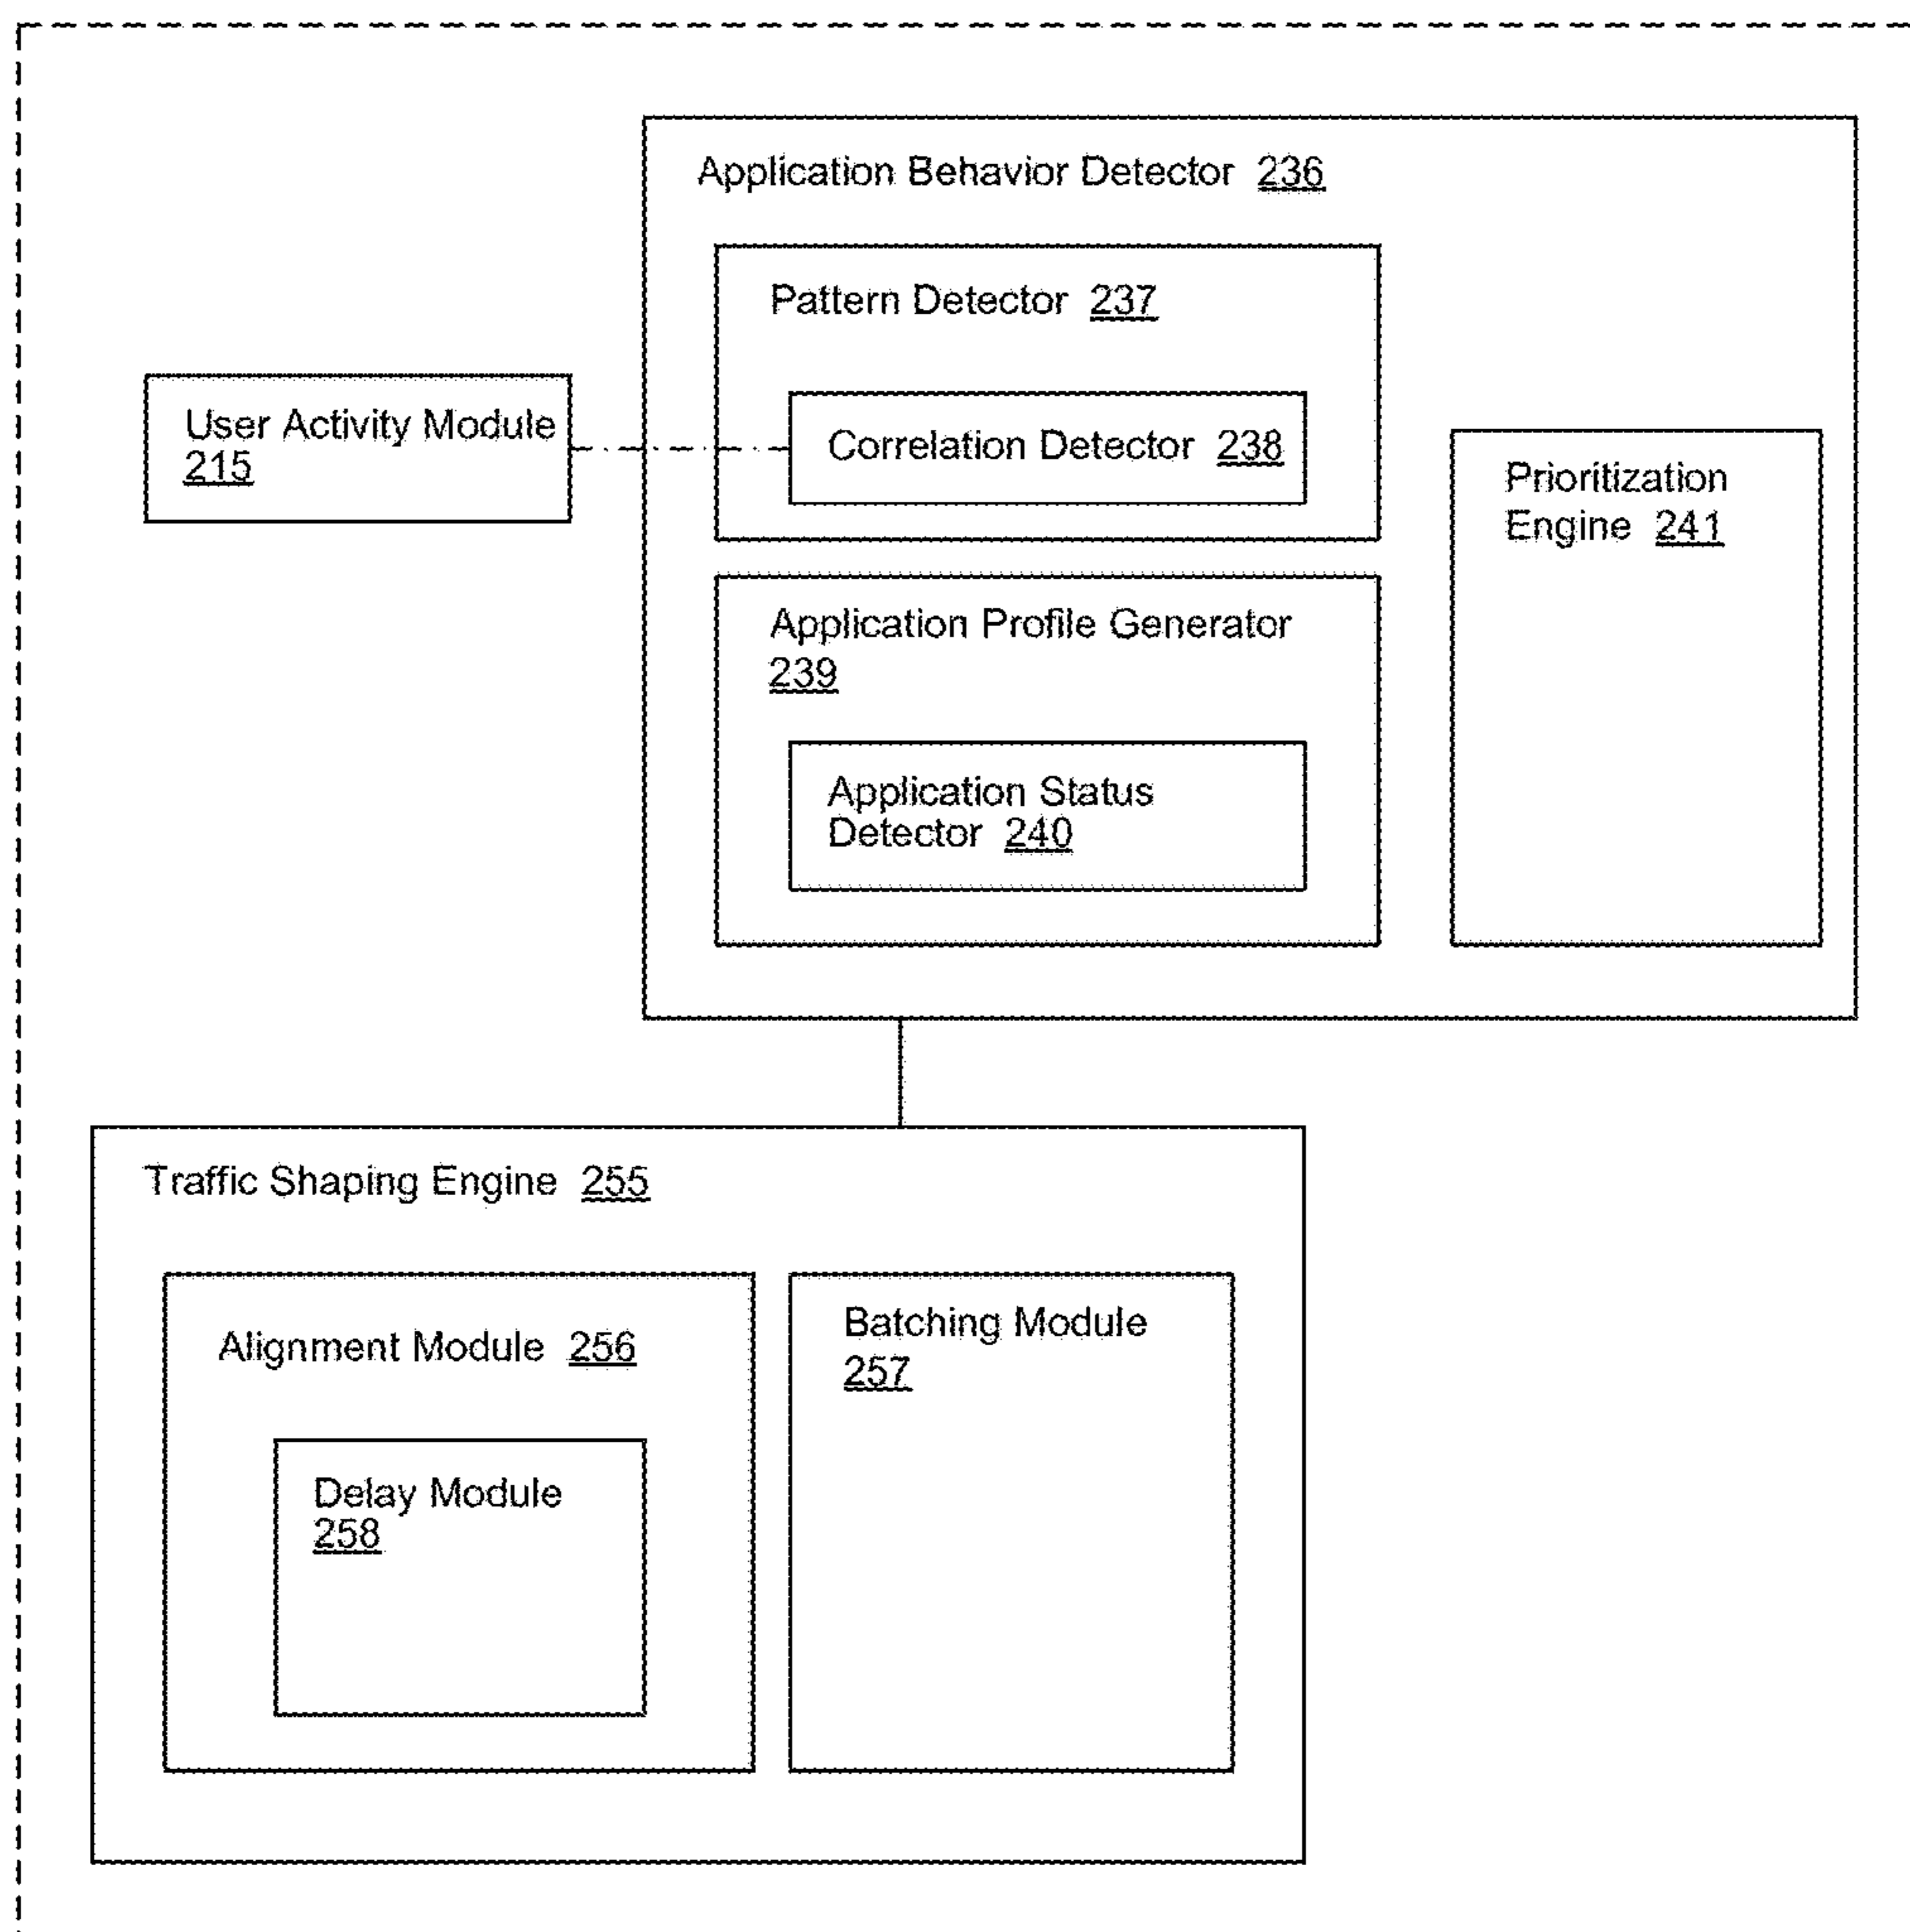 Application Behavior Detector 236
Pattern Detector 237
User Activity Module
215
Correlation Detector 238
Prioritization
Engine 241
Application Profile Generator
239
Application Status
Detector 240
Traffic Shaping Engine 255
Alignment Module 256
Batching Module
257
Delay Module
258